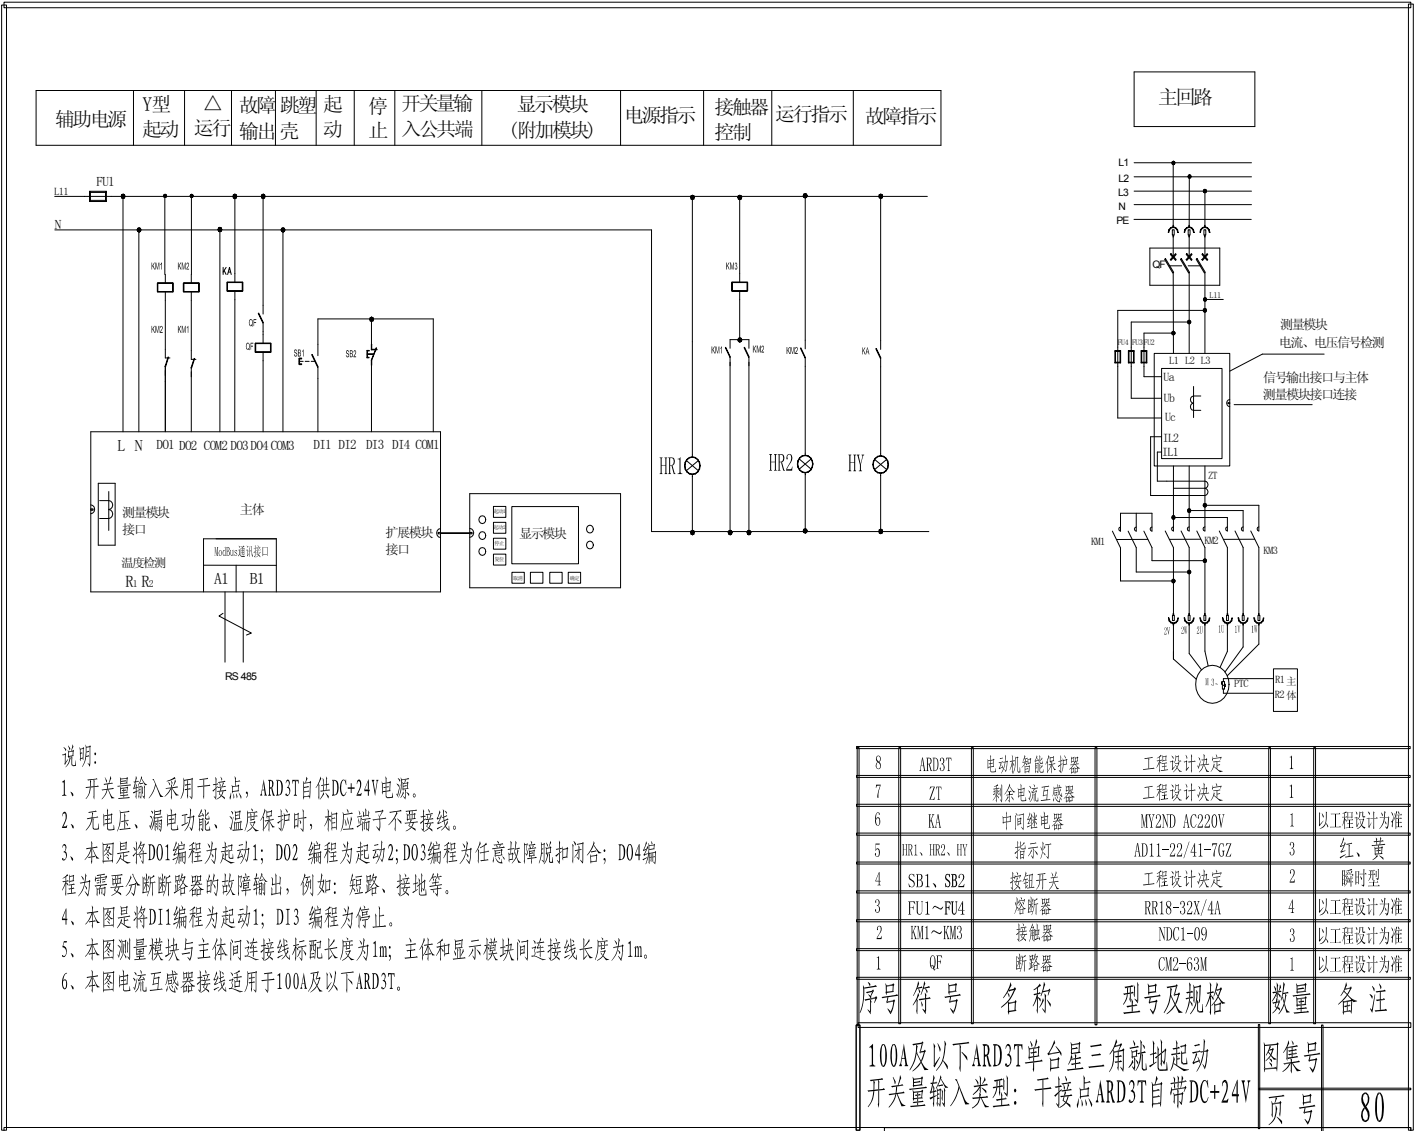 辅助电源
Y型
起动
△
运行
故障
输出
跳塑
壳
起
动
停
止
开关量输
入公共端
显示模块
(附加模块)
电源指示
接触器
控制
运行指示
故障指示
主回路
L11
FU1
N
KM1
KM2
KA
KM2
KM1
QF
QF
SB1
SB2
KM3
KM1
KM2
KM2
KA
HR1
HR2
HY
L N DO1 DO2 COM2 DO3 DO4 COM3 DI1 DI2 DI3 DI4 COM1
测量模块
接口
主体
扩展模块
接口
显示模块
温度检测
R1 R2
ModBus通讯接口
A1 B1
RS 485
L1
L2
L3
N
PE
QF
L11
测量模块
电流、电压信号检测
信号输出接口与主体
测量模块接口连接
FU4 FU3 FU2
L1 L2 L3
Ua
Ub
Uc
IL2
IL1
ZT
KM1
KM2
KM3
2V 2W 2U 1U 1V 1W
M 3~
PTC
R1 主
R2 体
说明:
1、开关量输入采用干接点，ARD3T自供DC+24V电源。
2、无电压、漏电功能、温度保护时，相应端子不要接线。
3、本图是将DO1编程为起动1；DO2 编程为起动2;DO3编程为任意故障脱扣闭合；DO4编
程为需要分断断路器的故障输出，例如：短路、接地等。
4、本图是将DI1编程为起动1；DI3 编程为停止。
5、本图测量模块与主体间连接线标配长度为1m；主体和显示模块间连接线长度为1m。
6、本图电流互感器接线适用于100A及以下ARD3T。
8 ARD3T 电动机智能保护器 工程设计决定 1
7 ZT 剩余电流互感器 工程设计决定 1
6 KA 中间继电器 MY2ND AC220V 1 以工程设计为准
5 HR1、HR2、HY 指示灯 AD11-22/41-7GZ 3 红、黄
4 SB1、SB2 按钮开关 工程设计决定 2 瞬时型
3 FU1～FU4 熔断器 RR18-32X/4A 4 以工程设计为准
2 KM1～KM3 接触器 NDC1-09 3 以工程设计为准
1 QF 断路器 CM2-63M 1 以工程设计为准
序号 符 号 名 称 型号及规格 数量 备 注
100A及以下ARD3T单台星三角就地起动
开关量输入类型：干接点ARD3T自带DC+24V
图集号
页 号 80